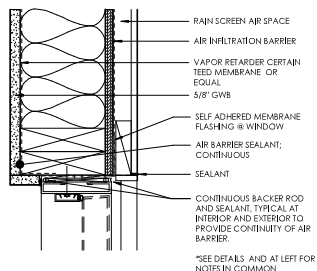 RAIN SCREEN AIR SPACE
AIR INFILTRATION BARRIER
VAPOR RETARDER CERTAIN
TEED MEMBRANE OR
EQUAL
5/8" GWB
SELF ADHERED MEMBRANE
FLASHING @ WINDOW
AIR BARRIER SEALANT;
CONTINUOUS
SEALANT
CONTINUOUS BACKER ROD
AND SEALANT, TYPICAL AT
INTERIOR AND EXTERIOR TO
PROVIDE CONTINUITY OF AIR
BARRIER.
*SEE DETAILS AND AT LEFT FOR
NOTES IN COMMON